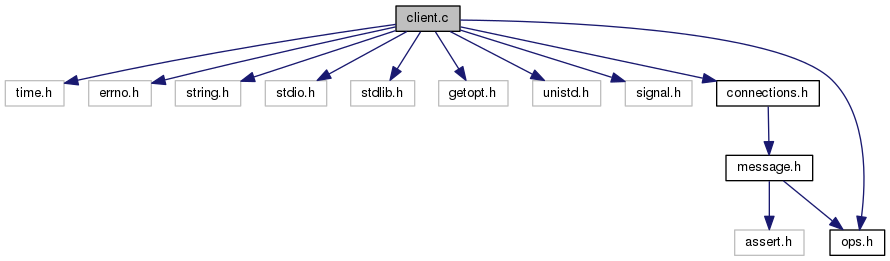 client.c
time.h
errno.h
string.h
stdio.h
stdlib.h
getopt.h
unistd.h
signal.h
connections.h
message.h
assert.h
ops.h